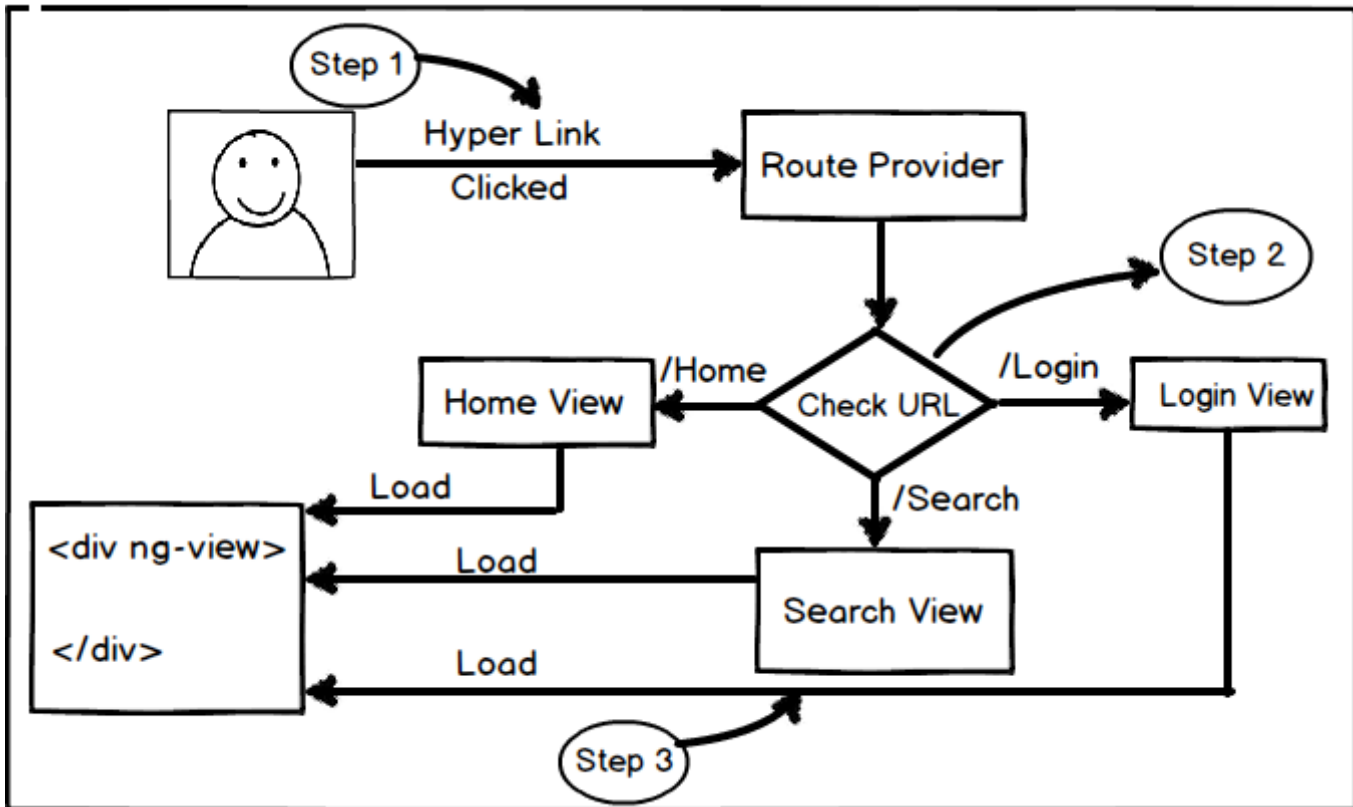 Step 1
Hyper Link
Clicked
Route Provider
Step 2
/Home
/Login
Home View
Check URL
Login View
Load
/Search
<div ng-view>
Load
Search View
</div>
Load
Step 3